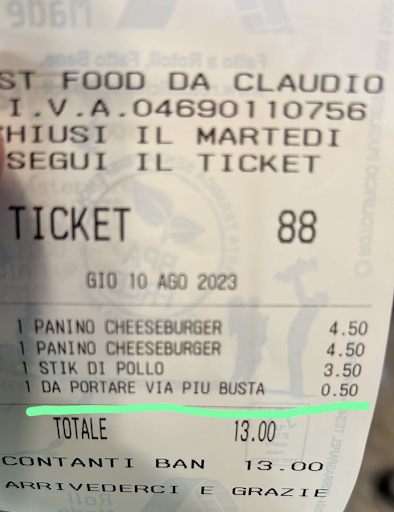 ST FOOD DA CLAUDIO
I.V.A.04690110756
HIUSI IL MARTEDI
SEGUI IL TICKET
TICKET 88
GIO 10 AGO 2023
1 PANINO CHEESEBURGER 4.50
1 PANINO CHEESEBURGER 4.50
1 STIK DI POLLO 3.50
1 DA PORTARE VIA PIU BUSTA 0.50
TOTALE 13.00
CONTANTI BAN 13.00
ARRIVEDERCI E GRAZIE